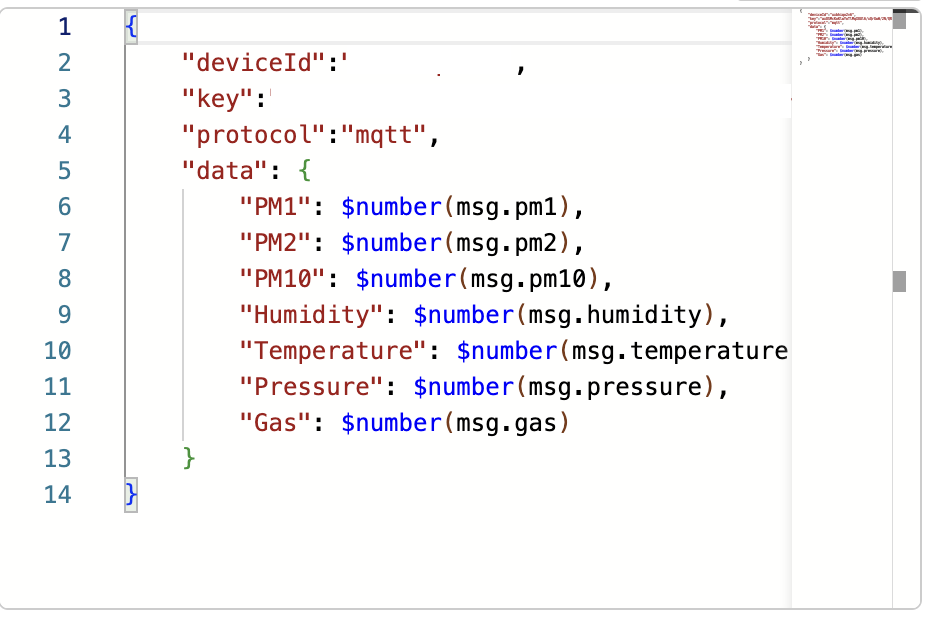 1 {
2 "deviceId":' ,
3 "key":'
4 "protocol":"mqtt",
5 "data": {
6 "PM1": $number(msg.pm1),
7 "PM2": $number(msg.pm2),
8 "PM10": $number(msg.pm10),
9 "Humidity": $number(msg.humidity),
10 "Temperature": $number(msg.temperature
11 "Pressure": $number(msg.pressure),
12 "Gas": $number(msg.gas)
13 }
14 }